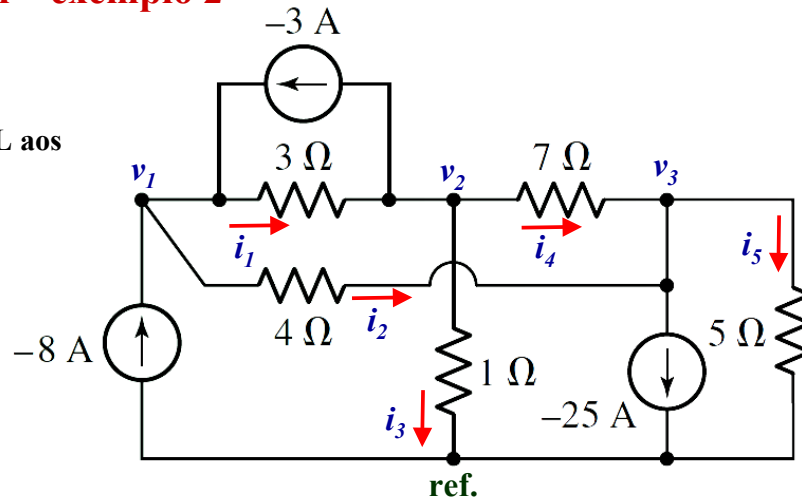 exemplo 2
–3 A
L aos
3 Ω
7 Ω
v1
v2
v3
i1
i4
i5
4 Ω
i2
–8 A
1 Ω
5 Ω
i3
–25 A
ref.